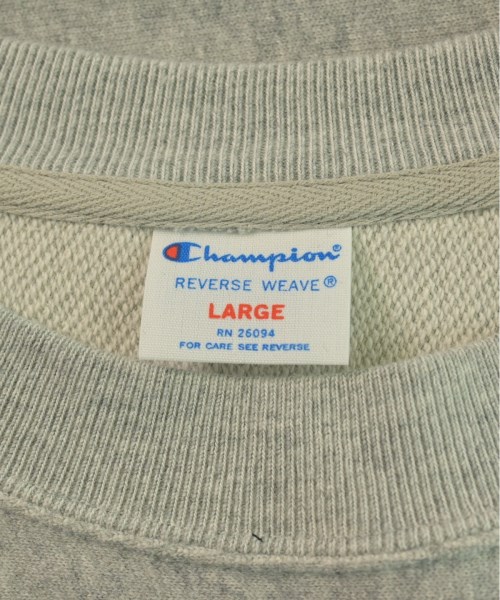 Champion®
REVERSE WEAVE®
LARGE
RN 26094
FOR CARE SEE REVERSE